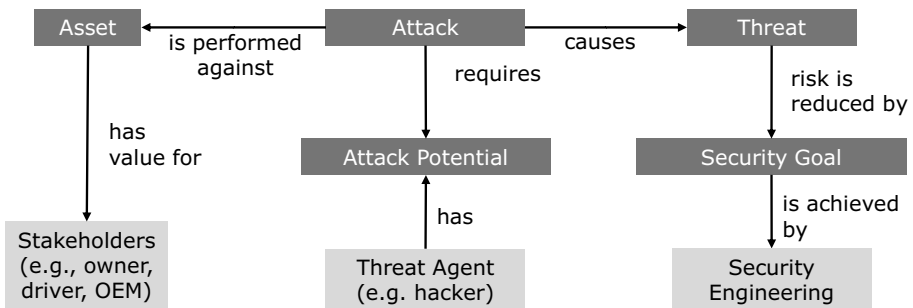 Asset
Attack
Threat
is performed
against
causes
requires
risk is
reduced by
has
value for
Attack Potential
Security Goal
has
is achieved
by
Stakeholders
(e.g., owner,
driver, OEM)
Threat Agent
(e.g. hacker)
Security
Engineering